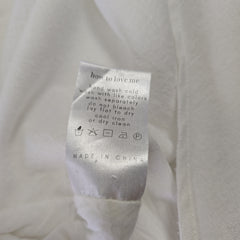 how to love me
hand wash cold
wash with like colors
wash separately
do not bleach
lay flat to dry
cool iron
or dry clean
MADE IN CHINA